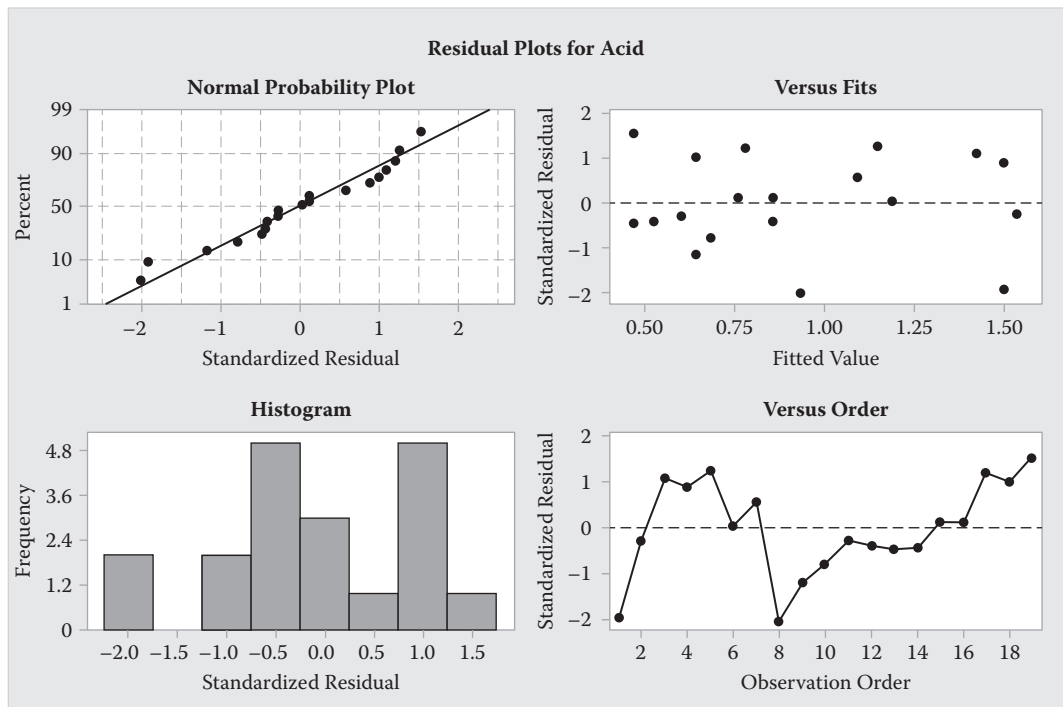 Residual Plots for Acid
Normal Probability Plot
99
90
50
10
1
Percent
−2 −1 0 1 2
Standardized Residual
Versus Fits
2
1
0
−1
−2
Standardized Residual
0.50 0.75 1.00 1.25 1.50
Fitted Value
Histogram
4.8
3.6
2.4
1.2
0
Frequency
−2.0 −1.5 −1.0 −0.5 0.0 0.5 1.0 1.5
Standardized Residual
Versus Order
2
1
0
−1
−2
Standardized Residual
2 4 6 8 10 12 14 16 18
Observation Order